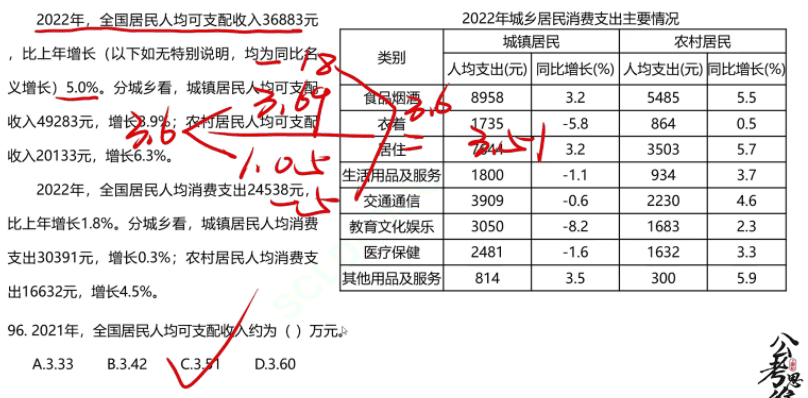 2022年，全国居民人均可支配收入36883元
，比上年增长（以下如无特别说明，均为同比名
义增长）5.0%。分城乡看，城镇居民人均可支配
收入49283元，增长3.9%；农村居民人均可支配
收入20133元，增长6.3%。
2022年，全国居民人均消费支出24538元，
比上年增长1.8%。分城乡看，城镇居民人均消费
支出30391元，增长0.3%；农村居民人均消费支
出16632元，增长4.5%。
96. 2021年，全国居民人均可支配收入约为（ ）万元。
A.3.33 B.3.42 C.3.51 D.3.60
2022年城乡居民消费支出主要情况
类别 城镇居民 农村居民
人均支出(元) 同比增长(%) 人均支出(元) 同比增长(%)
食品烟酒 8958 3.2 5485 5.5
衣着 1735 -5.8 864 0.5
居住 3.2 3503 5.7
生活用品及服务 1800 -1.1 934 3.7
交通通信 3909 -0.6 2230 4.6
教育文化娱乐 3050 -8.2 1683 2.3
医疗保健 2481 -1.6 1632 3.3
其他用品及服务 814 3.5 300 5.9
18
3.69
3.6
3.6
1.05
= 3.51
公考思维